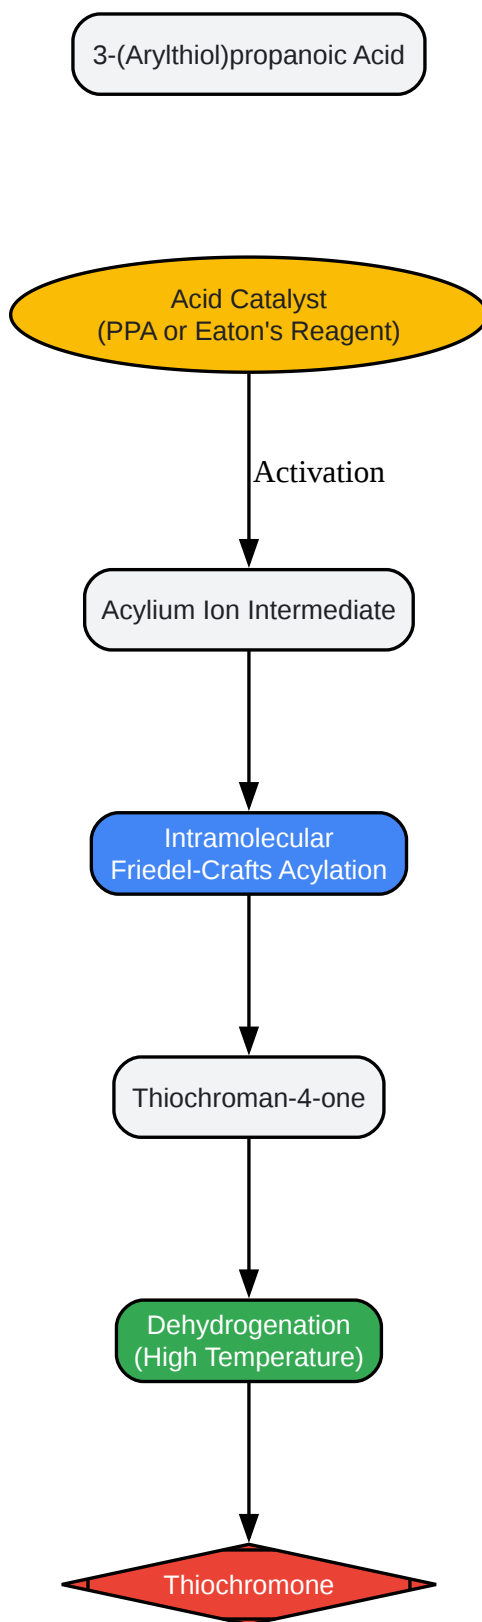 3-(Arylthiol)propanoic Acid
Acid Catalyst
(PPA or Eaton's Reagent)
Activation
Acylium Ion Intermediate
Intramolecular
Friedel-Crafts Acylation
Thiochroman-4-one
Dehydrogenation
(High Temperature)
Thiochromone